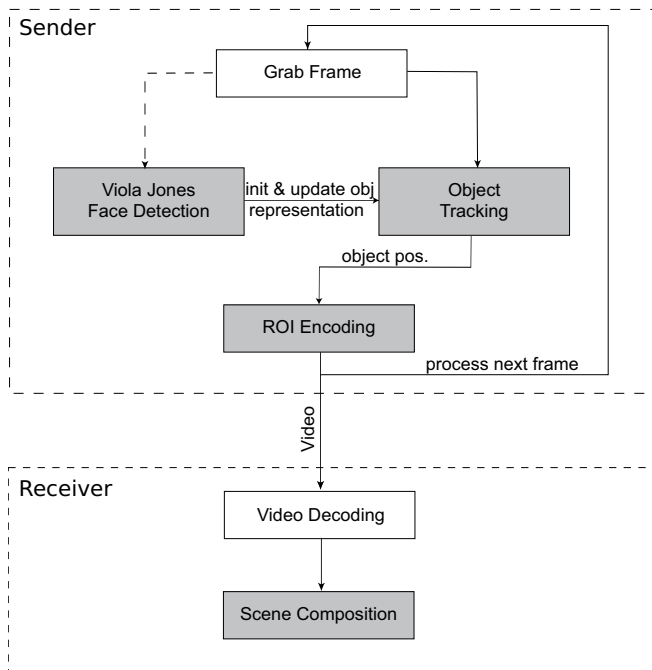 Sender
Grab Frame
Viola Jones
Face Detection
init & update obj
representation
Object
Tracking
object pos.
ROI Encoding
process next frame
Video
Receiver
Video Decoding
Scene Composition